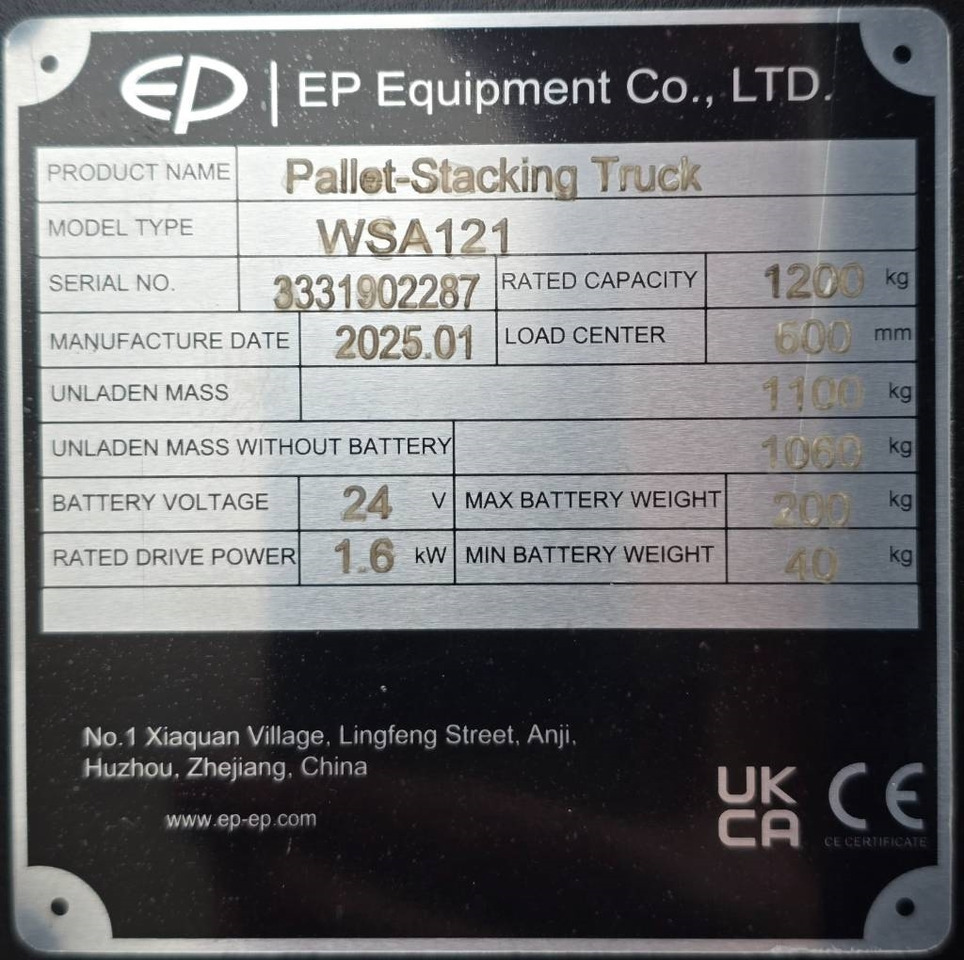 EP | EP Equipment Co., LTD.
PRODUCT NAME Pallet-Stacking Truck
MODEL TYPE WSA121
SERIAL NO. 3331902287 RATED CAPACITY 1200 kg
MANUFACTURE DATE 2025.01 LOAD CENTER 600 mm
UNLADEN MASS 1100 kg
UNLADEN MASS WITHOUT BATTERY 1060 kg
BATTERY VOLTAGE 24 V MAX BATTERY WEIGHT 200 kg
RATED DRIVE POWER 1.6 kW MIN BATTERY WEIGHT 40 kg
No.1 Xiaquan Village, Lingfeng Street, Anji,
Huzhou, Zhejiang, China
www.ep-ep.com
UK
CA
CE
CE CERTIFICATE